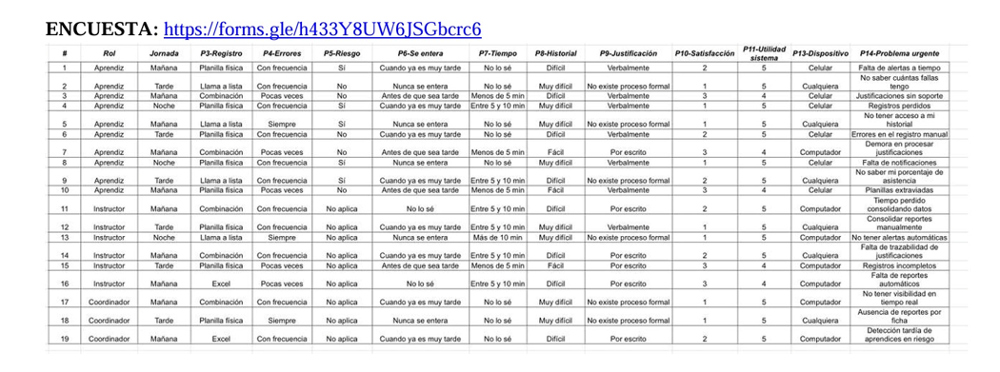 ENCUESTA: https://forms.gle/h433Y8UW6JSGbcrc6
# Rol Jornada P3-Registro P4-Errores P5-Riesgo P6-Se entera P7-Tiempo P8-Historial P9-Justificación P10-Satisfacción P11-Utilidad sistema P13-Dispositivo P14-Problema urgente
1 Aprendiz Mañana Planilla física Con frecuencia Sí Cuando ya es muy tarde No lo sé Difícil Verbalmente 2 5 Celular Falta de alertas a tiempo
2 Aprendiz Tarde Llama a lista Con frecuencia No Nunca se entera No lo sé Muy difícil No existe proceso formal 1 5 Cualquiera No saber cuántas fallas tengo
3 Aprendiz Mañana Combinación Pocas veces No Antes de que sea tarde Menos de 5 min Difícil Verbalmente 3 4 Celular Justificaciones sin soporte
4 Aprendiz Noche Planilla física Con frecuencia Sí Cuando ya es muy tarde Entre 5 y 10 min Muy difícil Verbalmente 1 5 Celular Registros perdidos
5 Aprendiz Mañana Llama a lista Siempre Sí Nunca se entera No lo sé Muy difícil No existe proceso formal 1 5 Cualquiera No tener acceso a mi historial
6 Aprendiz Tarde Planilla física Con frecuencia No Cuando ya es muy tarde No lo sé Difícil Verbalmente 2 5 Celular Errores en el registro manual
7 Aprendiz Mañana Combinación Pocas veces No Antes de que sea tarde Menos de 5 min Fácil Por escrito 3 4 Computador Demora en procesar justificaciones
8 Aprendiz Noche Planilla física Con frecuencia Sí Cuando ya es muy tarde No lo sé Muy difícil Verbalmente 1 5 Celular Falta de notificaciones
9 Aprendiz Tarde Llama a lista Con frecuencia Sí Cuando ya es muy tarde Entre 5 y 10 min Difícil No existe proceso formal 2 5 Cualquiera No saber mi porcentaje de asistencia
10 Aprendiz Mañana Planilla física Pocas veces No Antes de que sea tarde Menos de 5 min Fácil Verbalmente 3 4 Celular Planillas extraviadas
11 Instructor Mañana Combinación Con frecuencia No aplica No lo sé Entre 5 y 10 min Difícil Por escrito 2 5 Computador Tiempo perdido consolidando datos
12 Instructor Tarde Planilla física Con frecuencia No aplica Cuando ya es muy tarde Entre 5 y 10 min Muy difícil Verbalmente 1 5 Cualquiera Consolidar reportes manualmente
13 Instructor Noche Llama a lista Siempre No aplica Nunca se entera Más de 10 min Muy difícil No existe proceso formal 1 5 Computador No tener alertas automáticas
14 Instructor Mañana Combinación Con frecuencia No aplica Cuando ya es muy tarde Entre 5 y 10 min Difícil Por escrito 2 5 Cualquiera Falta de trazabilidad de justificaciones
15 Instructor Tarde Planilla física Pocas veces No aplica Antes de que sea tarde Menos de 5 min Fácil Por escrito 3 4 Computador Registros incompletos
16 Instructor Mañana Excel Pocas veces No aplica No lo sé Entre 5 y 10 min Difícil Por escrito 3 4 Computador Falta de reportes automáticos
17 Coordinador Mañana Combinación Con frecuencia No aplica Cuando ya es muy tarde No lo sé Muy difícil No existe proceso formal 1 5 Computador No tener visibilidad en tiempo real
18 Coordinador Tarde Planilla física Siempre No aplica Nunca se entera No lo sé Muy difícil No existe proceso formal 1 5 Cualquiera Ausencia de reportes por ficha
19 Coordinador Mañana Excel Con frecuencia No aplica Cuando ya es muy tarde No lo sé Difícil Por escrito 2 5 Computador Detección tardía de aprendices en riesgo